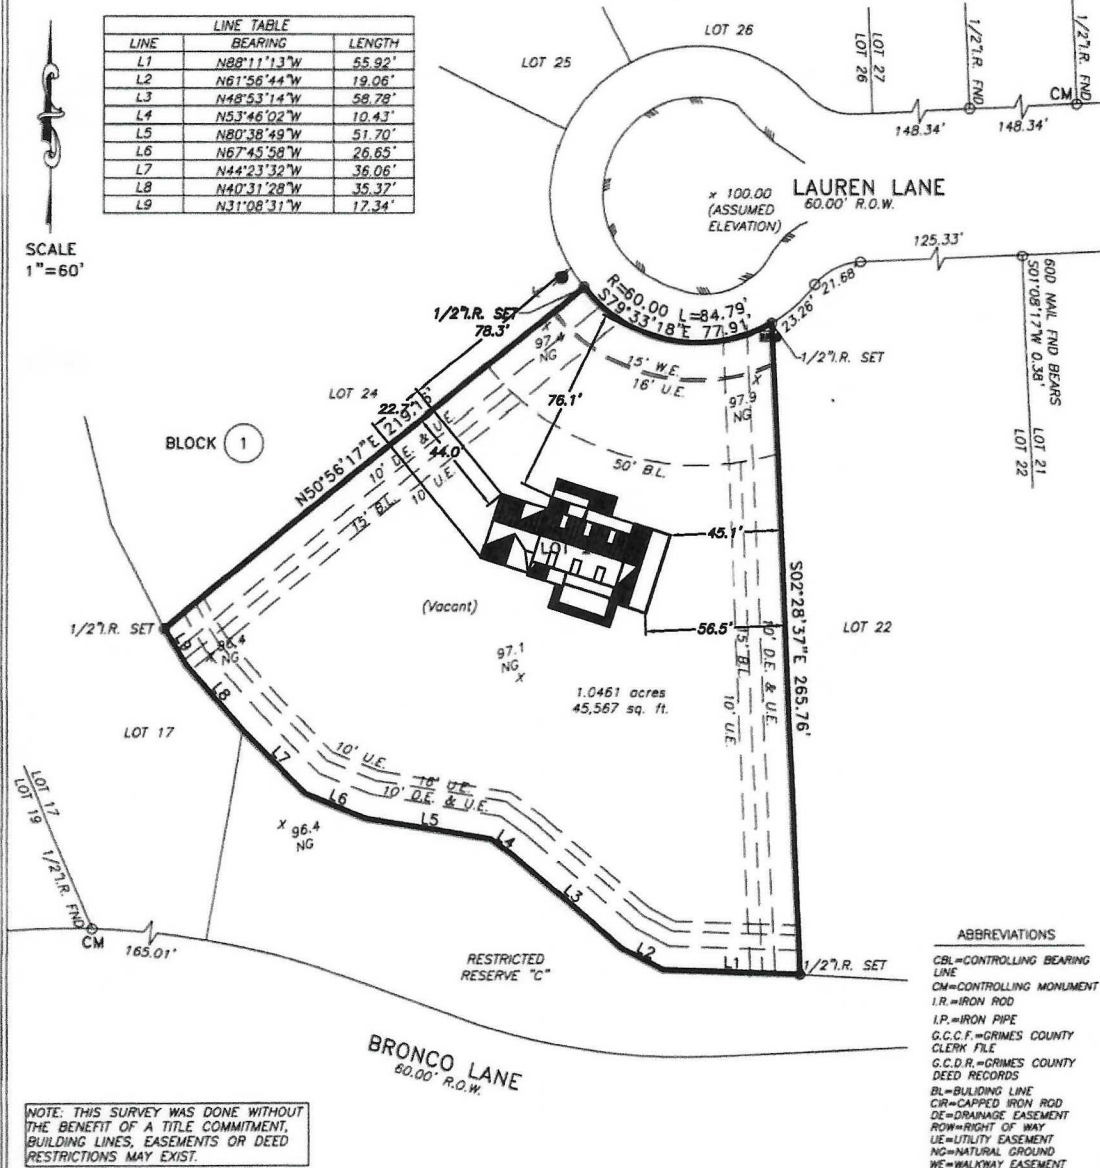 LINE TABLE
LINE BEARING LENGTH
L1 N88°11'13"W 55.92'
L2 N61°56'44"W 19.06'
L3 N48°53'14"W 58.78'
L4 N53°46'02"W 10.43'
L5 N80°38'49"W 51.70'
L6 N67°45'58"W 26.65'
L7 N44°23'32"W 36.06'
L8 N40°31'28"W 35.37'
L9 N31°08'31"W 17.34'
SCALE
1"=60'
LOT 25
LOT 26
LOT 27
LOT 26
1/2"I.R. FND
1/2"I.R. FND
CM
148.34'
148.34'
x 100.00
(ASSUMED
ELEVATION)
LAUREN LANE
60.00' R.O.W.
125.33'
21.68
23.26'
60D NAIL FND BEARS
S01°08'17"W 0.38'
LOT 21
LOT 22
R=60.00 L=84.79'
S79°33'18"E 77.91'
1/2"I.R. SET
78.3'
1/2"I.R. SET
X
97.4
NG
15' W.E.
16' U.E.
X
97.9
NG
76.1'
LOT 24
BLOCK 1
N50°56'17"E 219.16'
44.0'
10' D.E. & U.E.
10' U.E.
15' B.L.
50' B.L.
45.1'
LOT
(Vacant)
56.5'
S02°28'37"E 265.76'
LOT 22
10' D.E. & U.E.
15' B.L.
10' U.E.
1/2"I.R. SET
L9
X 96.4
NG
97.1
NG
X
1.0461 acres
45,567 sq. ft.
L8
LOT 17
L7
10' U.E.
16' U.E.
10' D.E. & U.E.
L6
L5
L4
L3
L2
L1
X 96.4
NG
LOT 17
LOT 19
1/2"I.R. FND
CM
165.01'
RESTRICTED
RESERVE "C"
1/2"I.R. SET
BRONCO LANE
60.00' R.O.W.
ABBREVIATIONS
CBL=CONTROLLING BEARING
LINE
CM=CONTROLLING MONUMENT
I.R.=IRON ROD
I.P.=IRON PIPE
G.C.C.F.=GRIMES COUNTY
CLERK FILE
G.C.D.R.=GRIMES COUNTY
DEED RECORDS
BL=BULIDING LINE
CIR=CAPPED IRON ROD
DE=DRAINAGE EASEMENT
ROW=RIGHT OF WAY
UE=UTILITY EASEMENT
NG=NATURAL GROUND
WE=WALKWAY EASEMENT
NOTE: THIS SURVEY WAS DONE WITHOUT
THE BENEFIT OF A TITLE COMMITMENT,
BUILDING LINES, EASEMENTS OR DEED
RESTRICTIONS MAY EXIST.